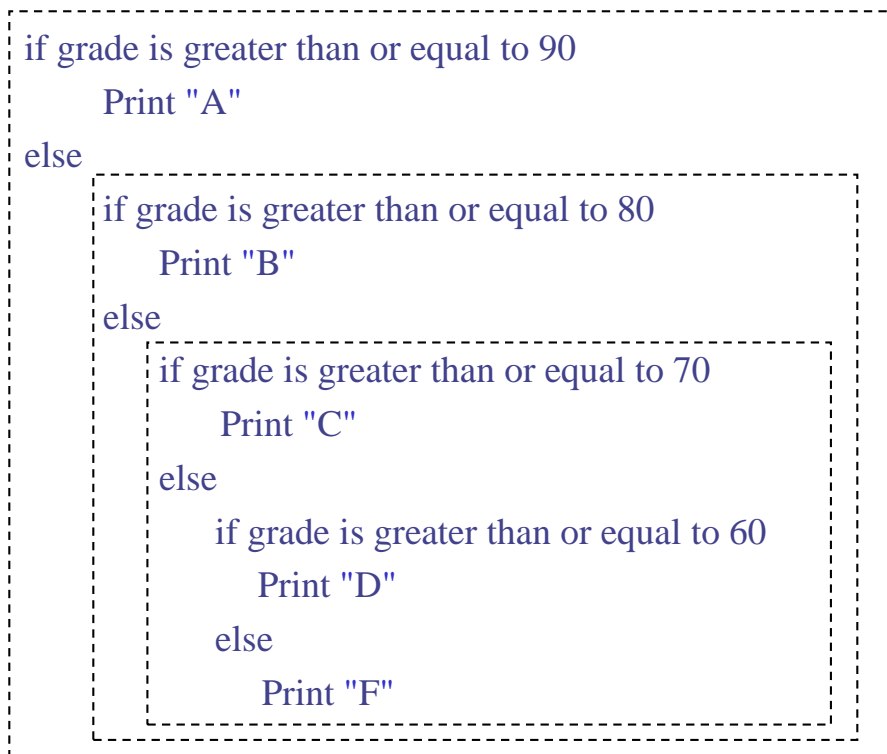 if grade is greater than or equal to 90
Print "A"
else
if grade is greater than or equal to 80
Print "B"
else
if grade is greater than or equal to 70
Print "C"
else
if grade is greater than or equal to 60
Print "D"
else
Print "F"